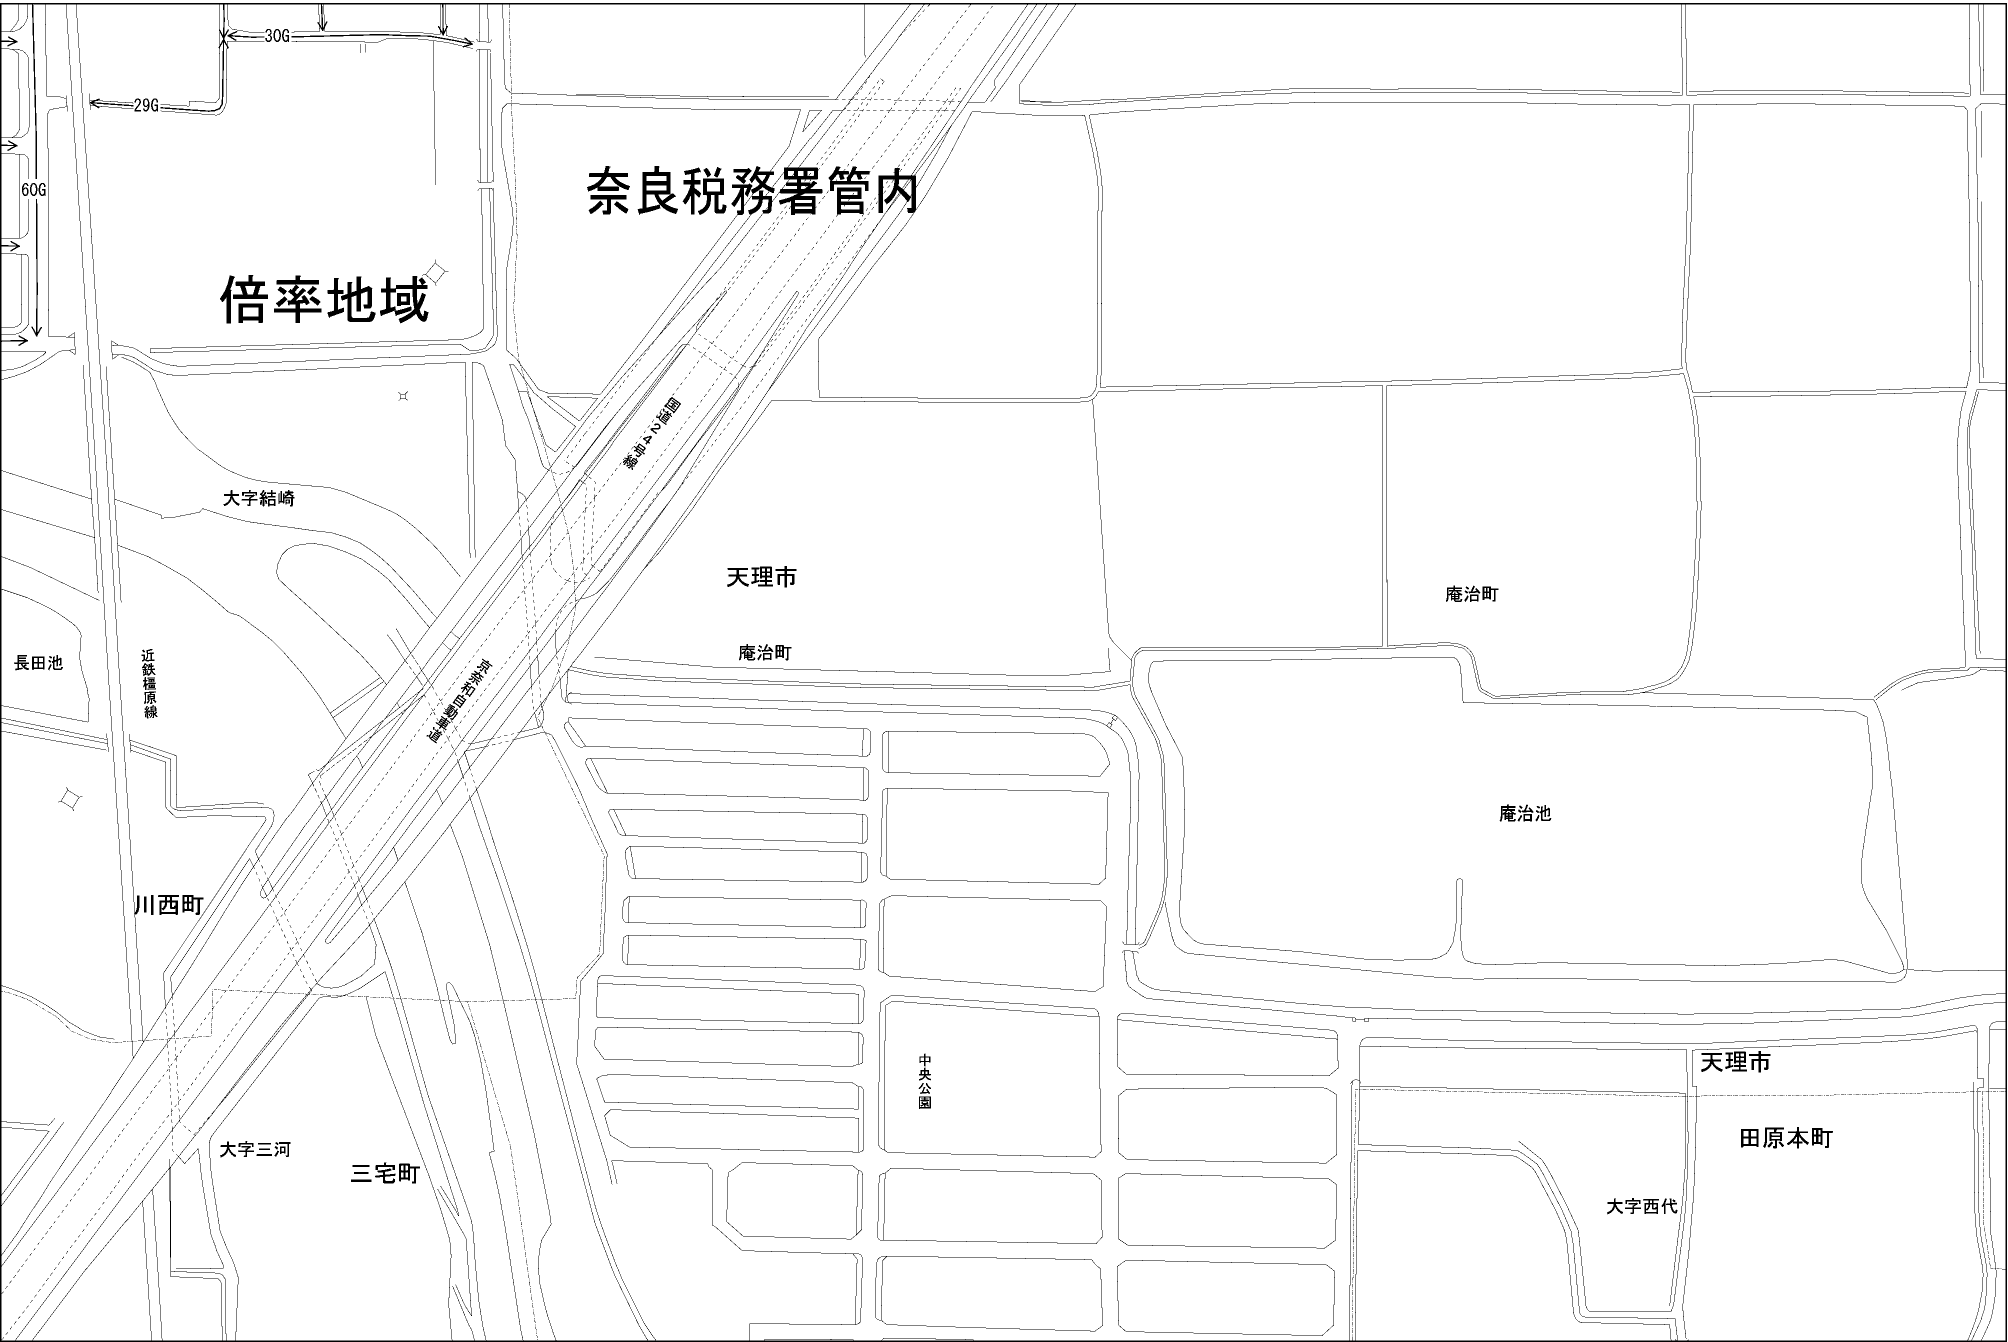 30G
29G
60G
奈良税務署管内
倍率地域
国道24号線
大字結崎
天理市
庵治町
庵治町
長田池
近鉄橿原線
京奈和自動車道
庵治池
川西町
中央公園
天理市
田原本町
大字三河
三宅町
大字西代